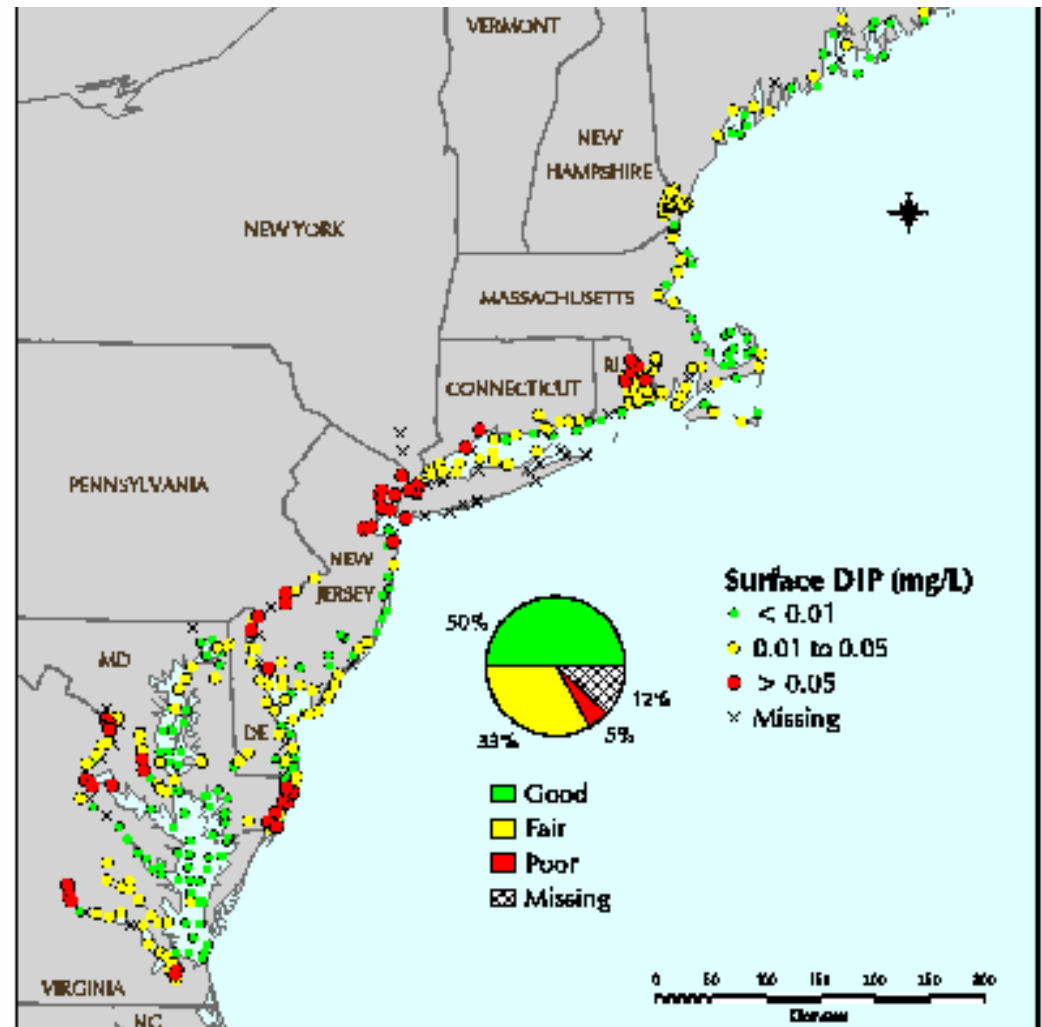 VERMONT
NEW
HAMPSHIRE
NEW YORK
MASSACHUSETTS
RI
CONNECTICUT
PENNSYLVANIA
NEW
JERSEY
MD
DE
VIRGINIA
NC
Surface DIP (mg/L)
< 0.01
0.01 to 0.05
> 0.05
Missing
50%
12%
5%
33%
Good
Fair
Poor
Missing
0 50 100 150 200